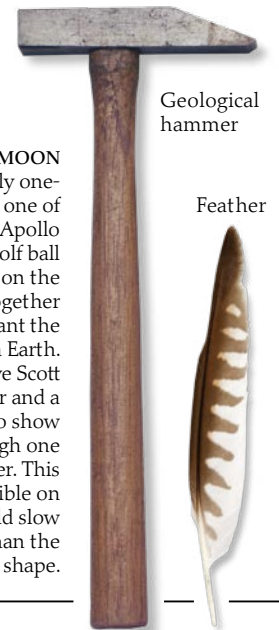 MOON
ly one-
one of
Apollo
olf ball
on the
ogether
ant the
Earth.
ve Scott
r and a
o show
gh one
er. This
ible on
ld slow
han the
shape.
Geological
hammer
Feather